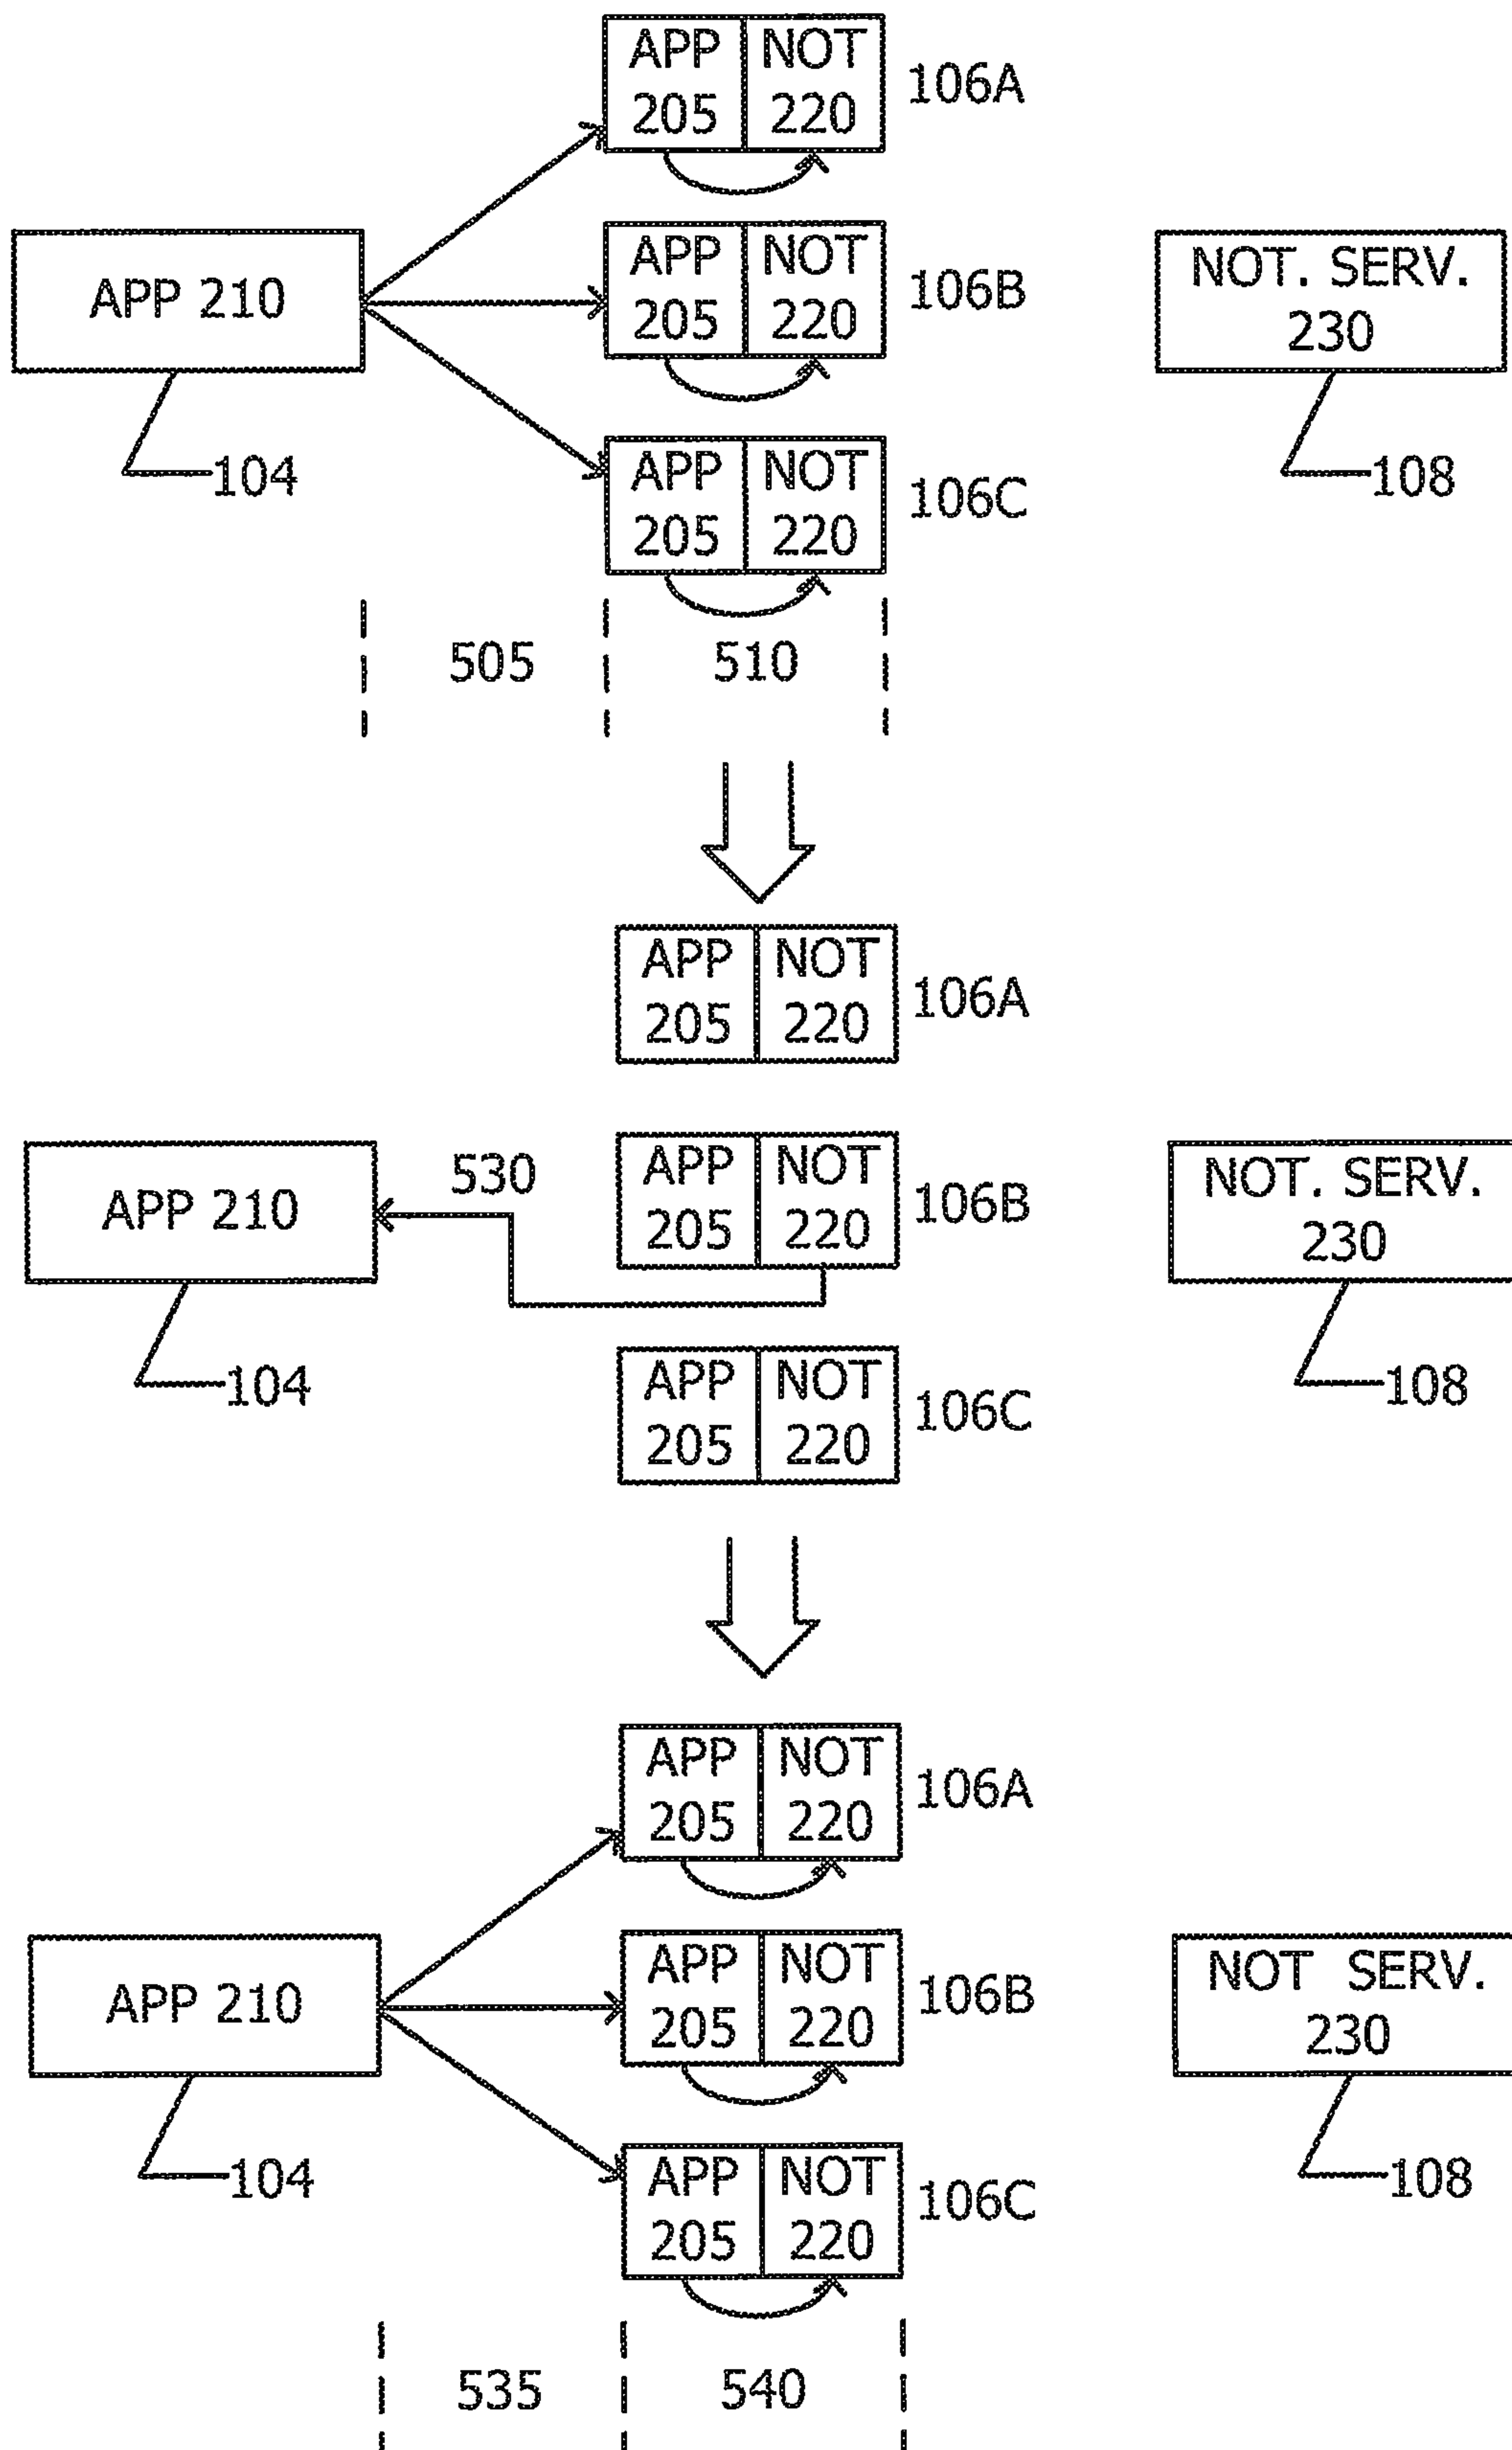 APP NOT
205 220
106A
APP 210
104
APP NOT
205 220
106B
NOT. SERV.
230
108
APP NOT
205 220
106C
505
510
APP NOT
205 220
106A
APP 210
104
530
APP NOT
205 220
106B
NOT. SERV.
230
108
APP NOT
205 220
106C
APP NOT
205 220
106A
APP 210
104
APP NOT
205 220
106B
NOT SERV.
230
108
APP NOT
205 220
106C
535
540